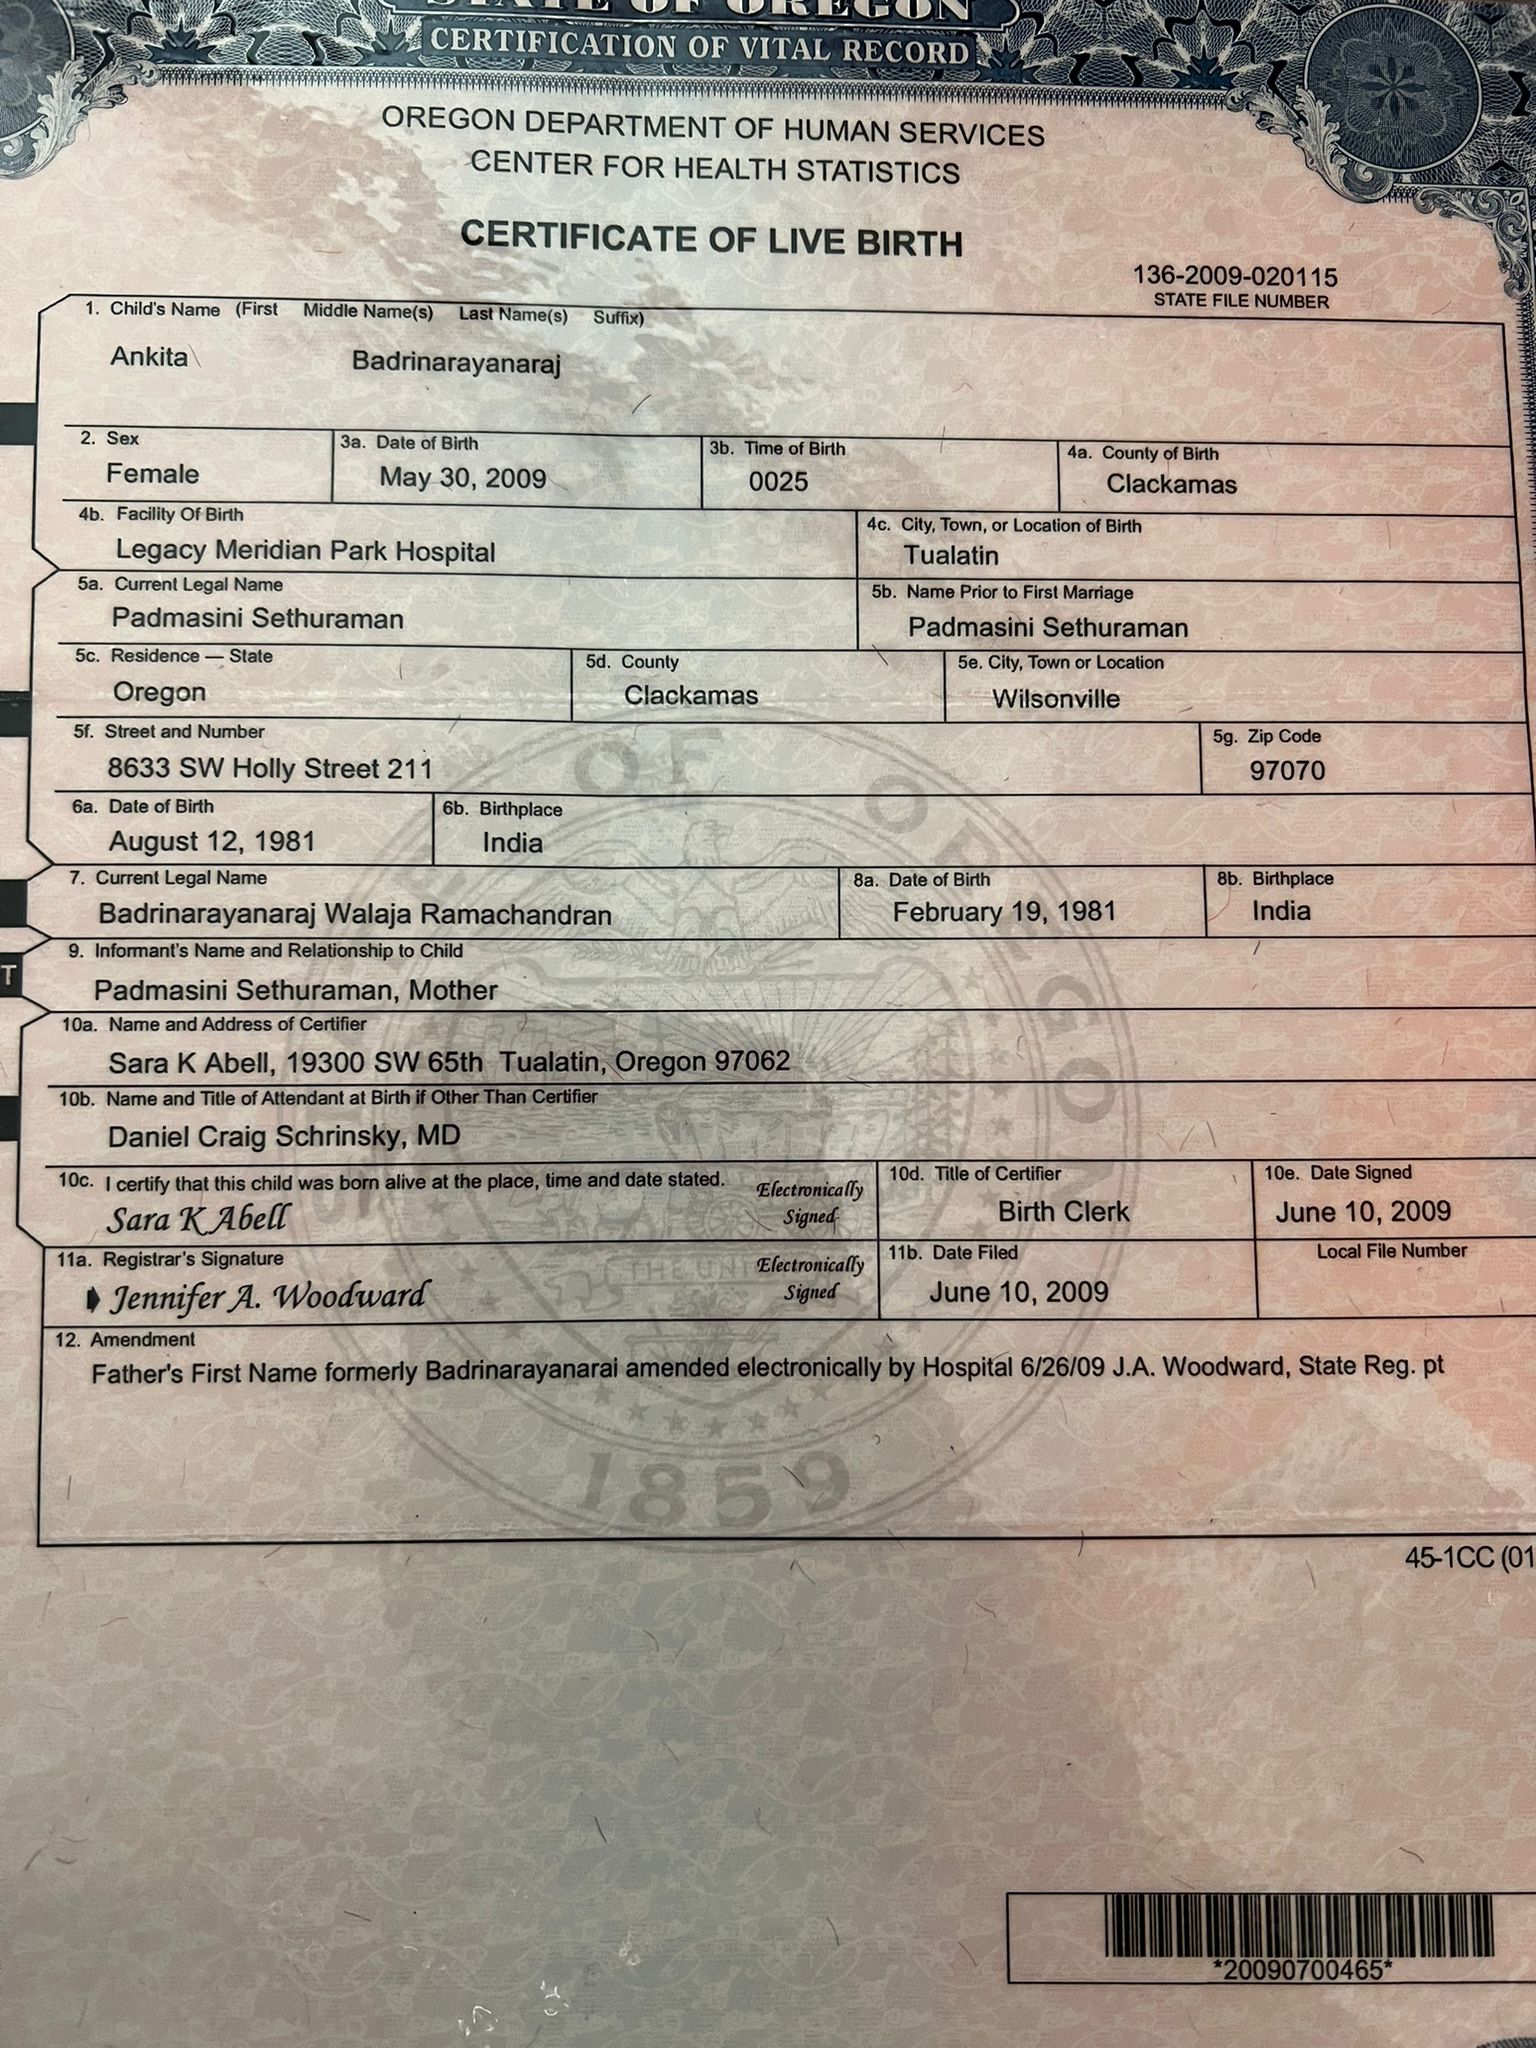 STATE OF OREGON
CERTIFICATION OF VITAL RECORD
OREGON DEPARTMENT OF HUMAN SERVICES
CENTER FOR HEALTH STATISTICS
CERTIFICATE OF LIVE BIRTH
136-2009-020115
STATE FILE NUMBER
1. Child's Name (First Middle Name(s) Last Name(s) Suffix)
Ankita Badrinarayanaraj
2. Sex 3a. Date of Birth 3b. Time of Birth 4a. County of Birth
Female May 30, 2009 0025 Clackamas
4b. Facility Of Birth 4c. City, Town, or Location of Birth
Legacy Meridian Park Hospital Tualatin
5a. Current Legal Name 5b. Name Prior to First Marriage
Padmasini Sethuraman Padmasini Sethuraman
5c. Residence — State 5d. County 5e. City, Town or Location
Oregon Clackamas Wilsonville
5f. Street and Number 5g. Zip Code
8633 SW Holly Street 211 97070
6a. Date of Birth 6b. Birthplace
August 12, 1981 India
7. Current Legal Name 8a. Date of Birth 8b. Birthplace
Badrinarayanaraj Walaja Ramachandran February 19, 1981 India
9. Informant's Name and Relationship to Child
T
Padmasini Sethuraman, Mother
10a. Name and Address of Certifier
Sara K Abell, 19300 SW 65th Tualatin, Oregon 97062
10b. Name and Title of Attendant at Birth if Other Than Certifier
Daniel Craig Schrinsky, MD
10c. I certify that this child was born alive at the place, time and date stated. Electronically Signed 10d. Title of Certifier 10e. Date Signed
Sara K Abell Birth Clerk June 10, 2009
11a. Registrar's Signature Electronically Signed 11b. Date Filed Local File Number
Jennifer A. Woodward June 10, 2009
12. Amendment
Father's First Name formerly Badrinarayanarai amended electronically by Hospital 6/26/09 J.A. Woodward, State Reg. pt
OF OREGON
1859
45-1CC (01
*20090700465*